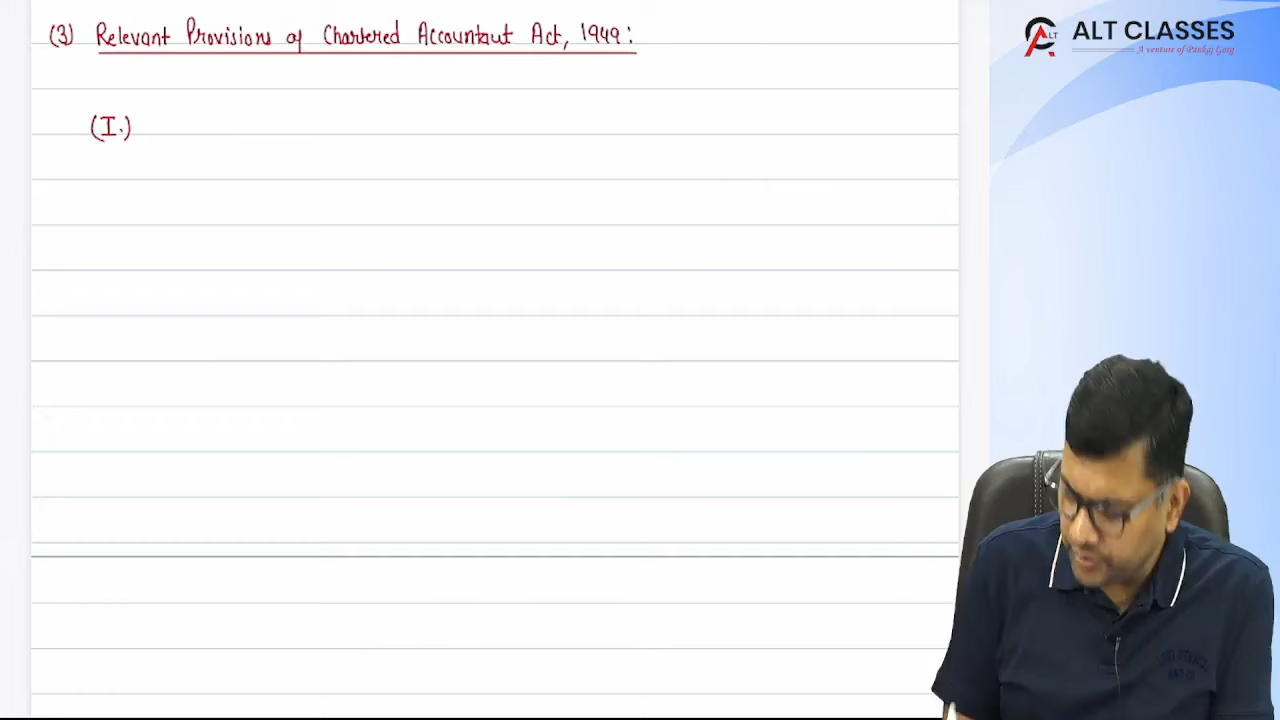 (3) Relevant Provisions of Chartered Accountant Act, 1949:
ALT CLASSES
A venture of Pankaj Garg
(I.)